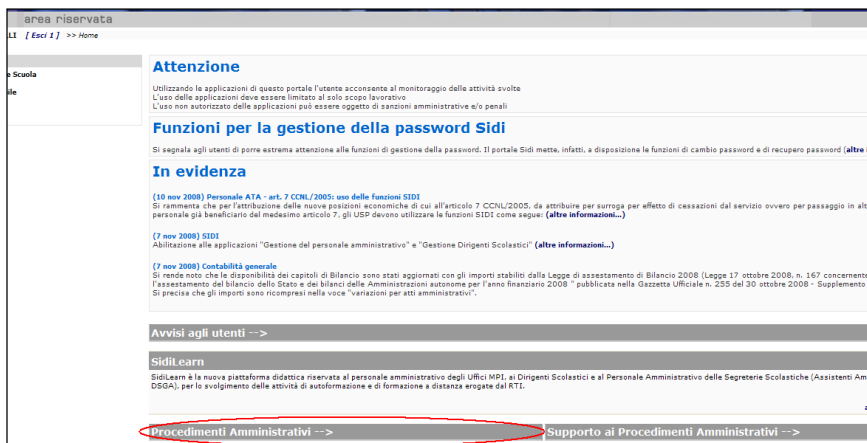 area riservata
LI [ Esci 1 ] >> Home
e Scuola
ile
Attenzione
Utilizzando le applicazioni di questo portale l'utente acconsente al monitoraggio delle attività svolte
L'uso delle applicazioni deve essere limitato al solo scopo lavorativo
L'uso non autorizzato delle applicazioni può essere oggetto di sanzioni amministrative e/o penali
Funzioni per la gestione della password Sidi
Si segnala agli utenti di porre estrema attenzione alle funzioni di gestione della password. Il portale Sidi mette, infatti, a disposizione le funzioni di cambio password e di recupero password (altre
In evidenza
(10 nov 2008) Personale ATA - art. 7 CCNL/2005: uso delle funzioni SIDI
Si rammenta che per l'attribuzione delle nuove posizioni economiche di cui all'articolo 7 CCNL/2005, da attribuire per surroga per effetto di cessazioni dal servizio ovvero per passaggio in alt
personale già beneficiario del medesimo articolo 7, gli USP devono utilizzare le funzioni SIDI come segue: (altre informazioni...)
(7 nov 2008) SIDI
Abilitazione alle applicazioni "Gestione del personale amministrativo" e "Gestione Dirigenti Scolastici" (altre informazioni...)
(7 nov 2008) Contabilità generale
Si rende noto che le disponibilità dei capitoli di Bilancio sono stati aggiornati con gli importi stabiliti dalla Legge di assestamento di Bilancio 2008 (Legge 17 ottobre 2008, n. 167 concernente
l'assestamento del bilancio dello Stato e dei bilanci delle Amministrazioni autonome per l'anno finanziario 2008 " pubblicata nella Gazzetta Ufficiale n. 255 del 30 ottobre 2008 - Supplemento
Si precisa che gli importi sono ricompresi nella voce "variazioni per atti amministrativi".
Avvisi agli utenti -->
SidiLearn
SidiLearn è la nuova piattaforma didattica riservata al personale amministrativo degli Uffici MPI, ai Dirigenti Scolastici e al Personale Amministrativo delle Segreterie Scolastiche (Assistenti Am
DSGA), per lo svolgimento delle attività di autoformazione e di formazione a distanza erogate dal RTI.
a
Procedimenti Amministrativi -->
Supporto ai Procedimenti Amministrativi -->